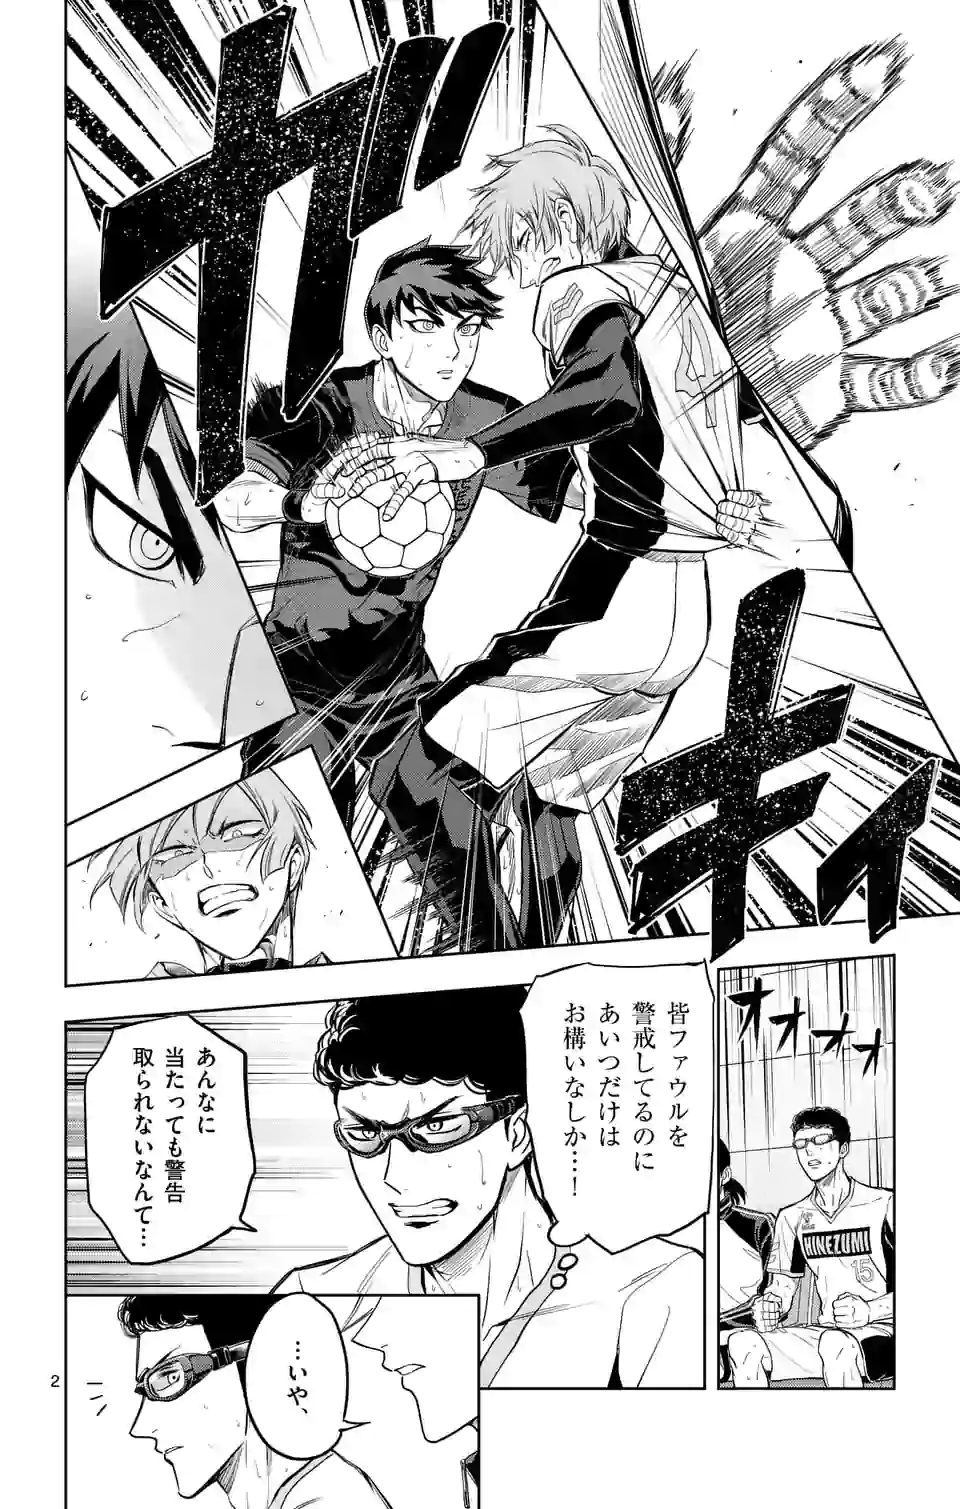 ガガ
ギィ
オオオオ
HINEZUMI
15
皆ファウルを
警戒してるのに
あいつだけは
お構いなしか…!
あんなに
当たっても警告
取られないなんて…
…いや、
2